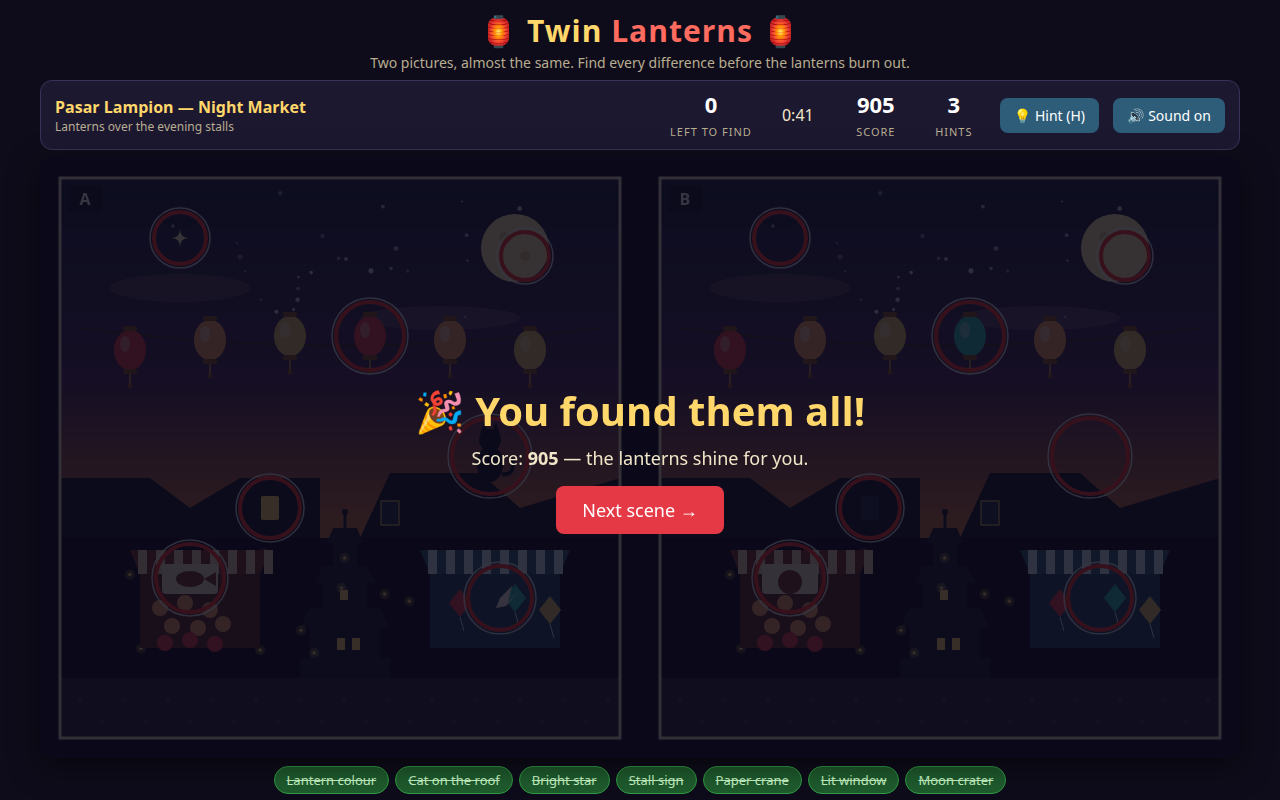 🏮 Twin Lanterns 🏮
Two pictures, almost the same. Find every difference before the lanterns burn out.
Pasar Lampion — Night Market
Lanterns over the evening stalls
0
LEFT TO FIND
0:41
905
SCORE
3
HINTS
💡 Hint (H)
🔊 Sound on
A
B
🎉 You found them all!
Score: 905 — the lanterns shine for you.
Next scene →
Lantern colour
Cat on the roof
Bright star
Stall sign
Paper crane
Lit window
Moon crater